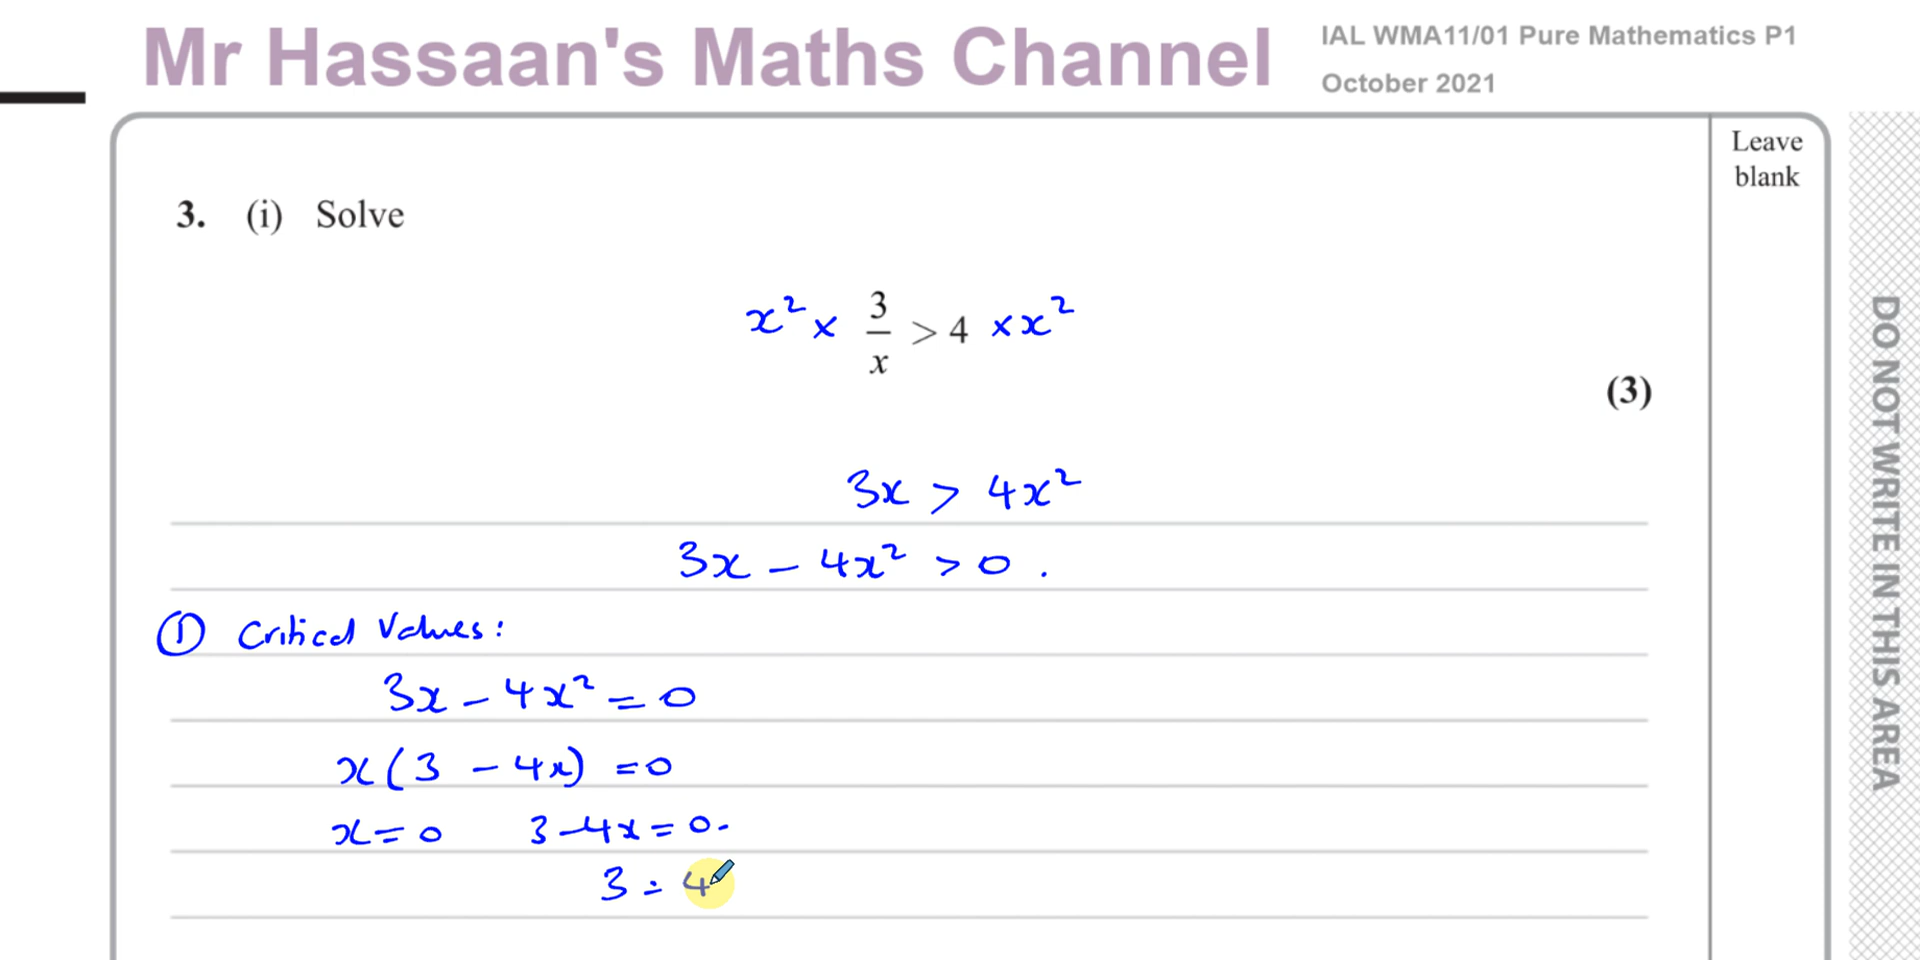 Mr Hassaan's Maths Channel
IAL WMA11/01 Pure Mathematics P1
October 2021
Leave
blank
3. (i) Solve
x² × 3/x > 4 × x²
(3)
3x > 4x²
3x - 4x² > 0 .
① Critical Values:
3x - 4x² = 0
x(3 - 4x) = 0
x = 0 3 - 4x = 0.
3 = 4
DO NOT WRITE IN THIS AREA